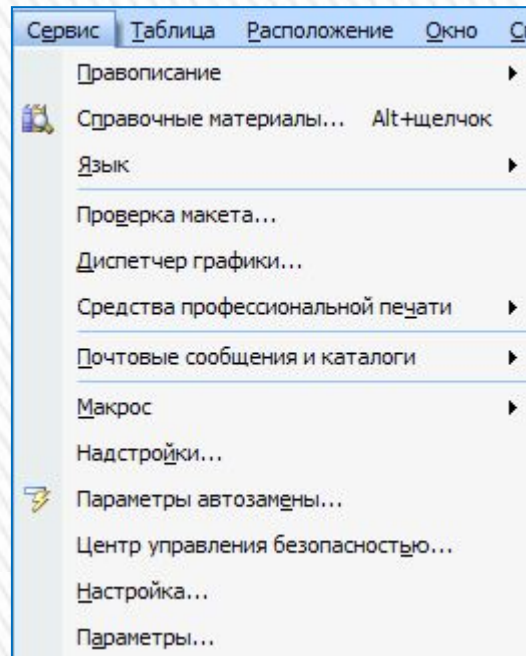 Сервис Таблица Расположение Окно
Правописание
Справочные материалы... Alt+щелчок
Язык
Проверка макета...
Диспетчер графики...
Средства профессиональной печати
Почтовые сообщения и каталоги
Макрос
Надстройки...
Параметры автозамены...
Центр управления безопасностью...
Настройка...
Параметры...